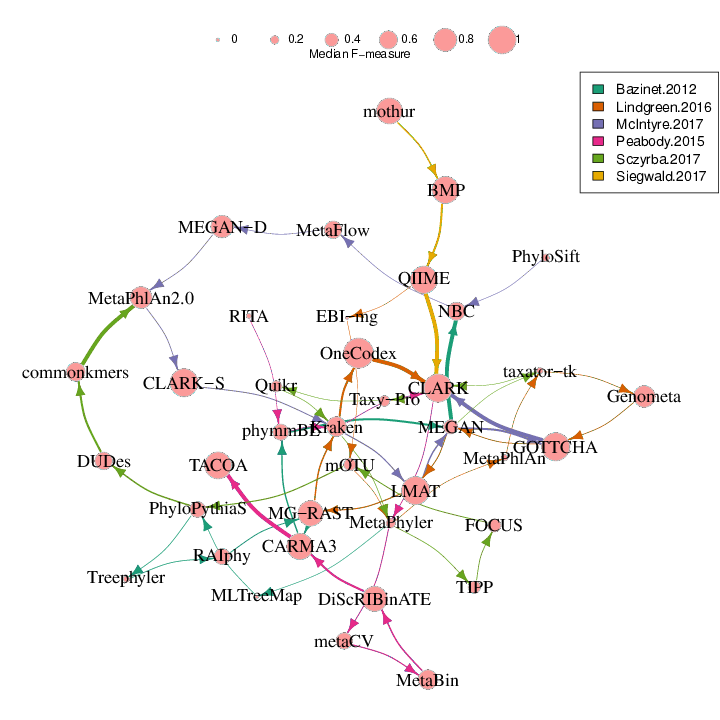 0 0.2 0.4 0.6 0.8 1
Median F−measure
Bazinet.2012
Lindgreen.2016
McIntyre.2017
Peabody.2015
Sczyrba.2017
Siegwald.2017
mothur
BMP
MEGAN−D
MetaFlow
PhyloSift
QIIME
MetaPhlAn2.0
NBC
RITA
EBI−mg
OneCodex
commonkmers
CLARK−S
Quikr
Taxy−Pro
CLARK
taxator−tk
Genometa
phymmBL
Kraken
MEGAN
GOTTCHA
DUDes
TACOA
mOTU
MetaPhlAn
LMAT
PhyloPythiaS
MG−RAST
MetaPhyler
FOCUS
CARMA3
RAIphy
Treephyler
MLTreeMap
DiScRIBinATE
TIPP
metaCV
MetaBin